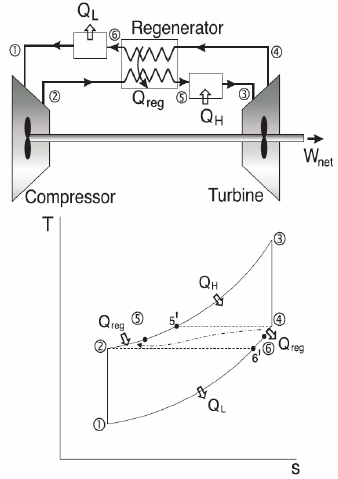 Q_L
Regenerator
① ⑥ ④
② Q_reg ⑤ ③
Q_H
W_net
Compressor Turbine
T
③
Q_H
Q_reg ⑤ 5' ④
② 6' ⑥ Q_reg
Q_L
①
s